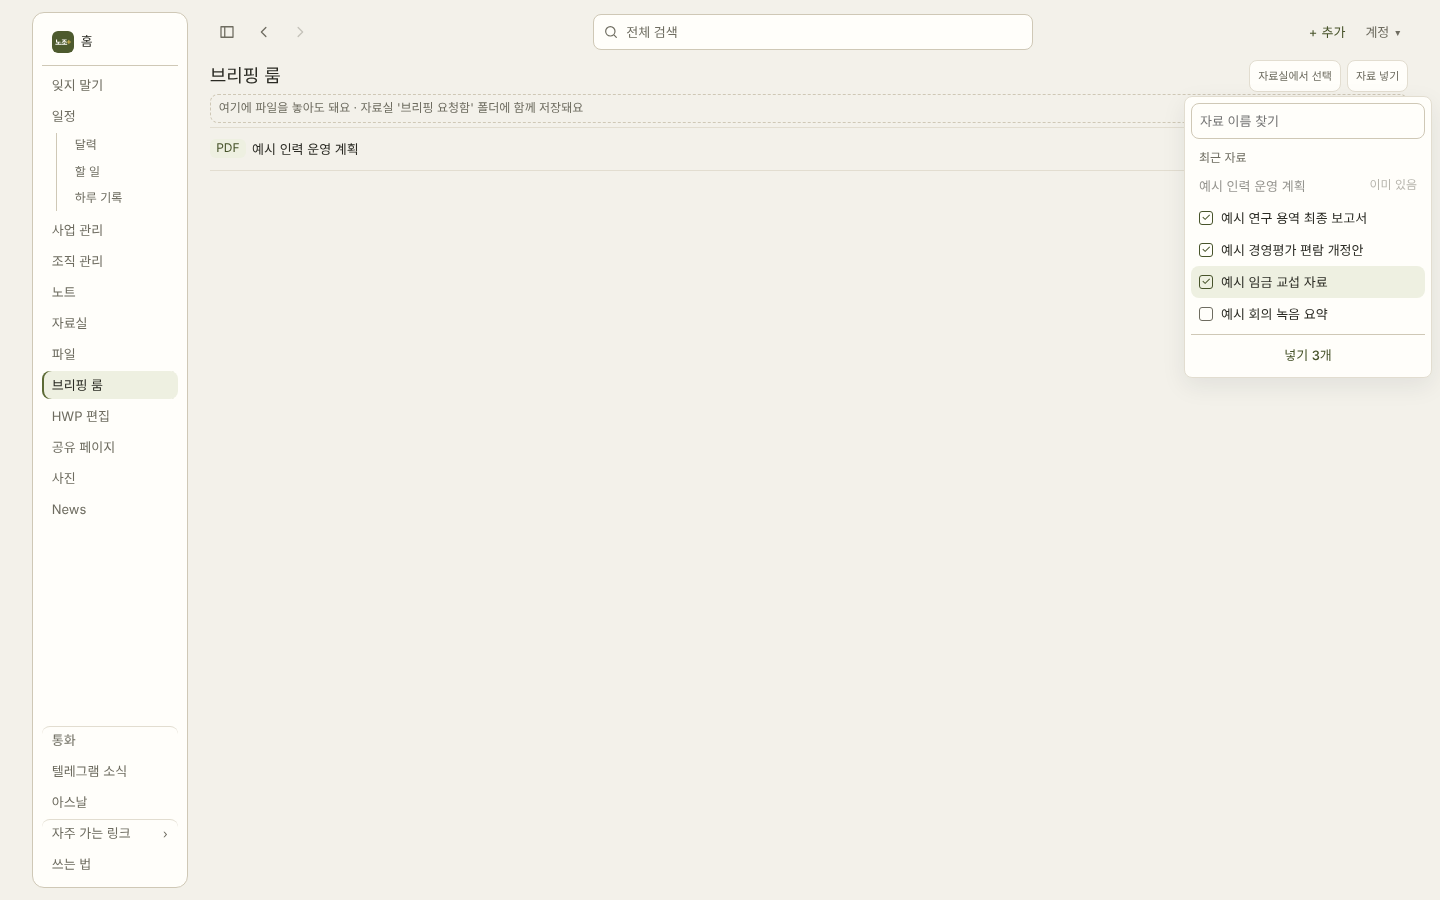 노조+ 홈
잊지 말기
일정
달력
할 일
하루 기록
사업 관리
조직 관리
노트
자료실
파일
브리핑 룸
HWP 편집
공유 페이지
사진
News
통화
텔레그램 소식
아스날
자주 가는 링크 ›
쓰는 법
전체 검색
+ 추가
계정 ▾
브리핑 룸
자료실에서 선택
자료 넣기
여기에 파일을 놓아도 돼요 · 자료실 '브리핑 요청함' 폴더에 함께 저장돼요
PDF 예시 인력 운영 계획
자료 이름 찾기
최근 자료
예시 인력 운영 계획 이미 있음
예시 연구 용역 최종 보고서
예시 경영평가 편람 개정안
예시 임금 교섭 자료
예시 회의 녹음 요약
넣기 3개